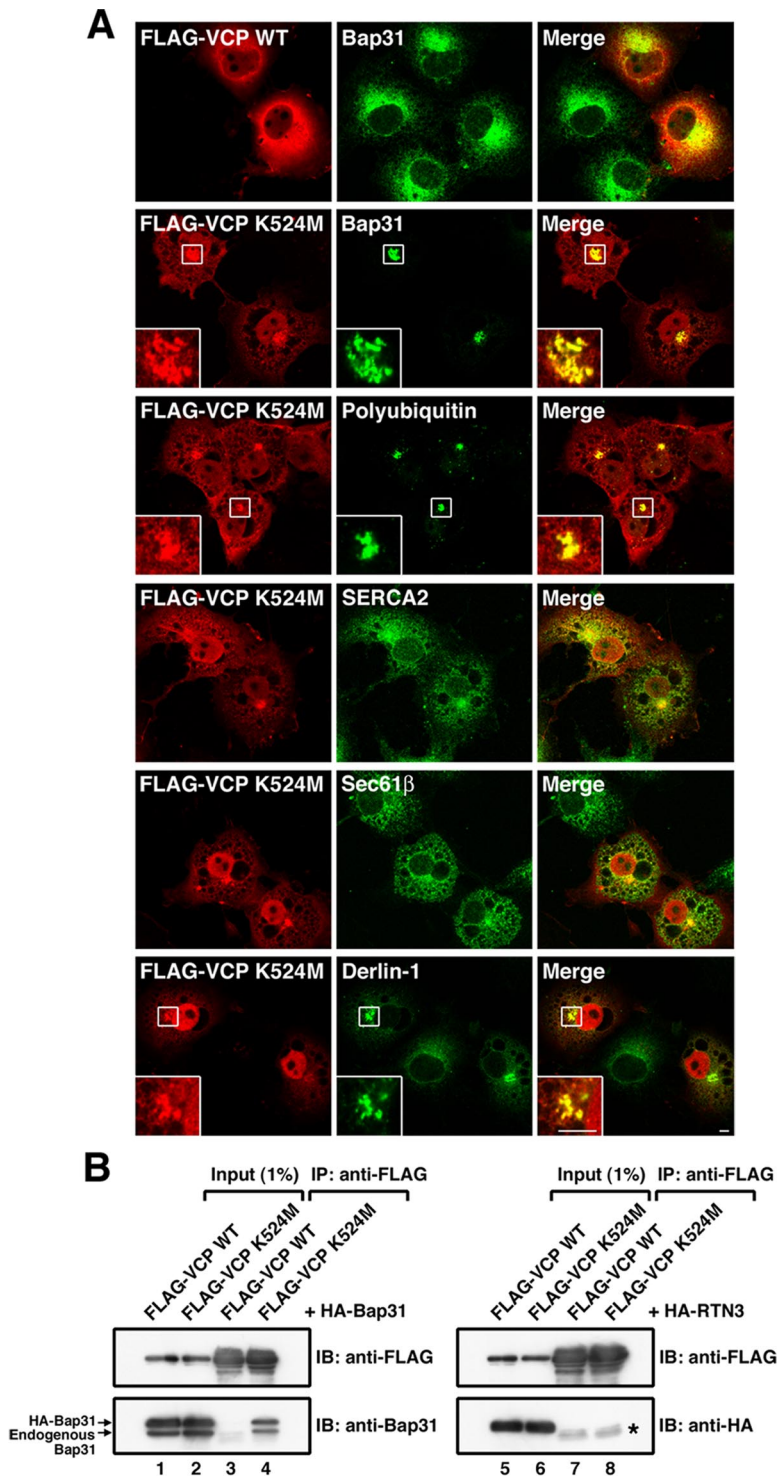 A
FLAG-VCP WT Bap31 Merge
FLAG-VCP K524M Bap31 Merge
FLAG-VCP K524M Polyubiquitin Merge
FLAG-VCP K524M SERCA2 Merge
FLAG-VCP K524M Sec61β Merge
FLAG-VCP K524M Derlin-1 Merge
B
Input (1%) IP: anti-FLAG
FLAG-VCP WT
FLAG-VCP K524M
FLAG-VCP WT
FLAG-VCP K524M
+ HA-Bap31
IB: anti-FLAG
HA-Bap31
Endogenous
Bap31
IB: anti-Bap31
1 2 3 4
Input (1%) IP: anti-FLAG
FLAG-VCP WT
FLAG-VCP K524M
FLAG-VCP WT
FLAG-VCP K524M
+ HA-RTN3
IB: anti-FLAG
* IB: anti-HA
5 6 7 8